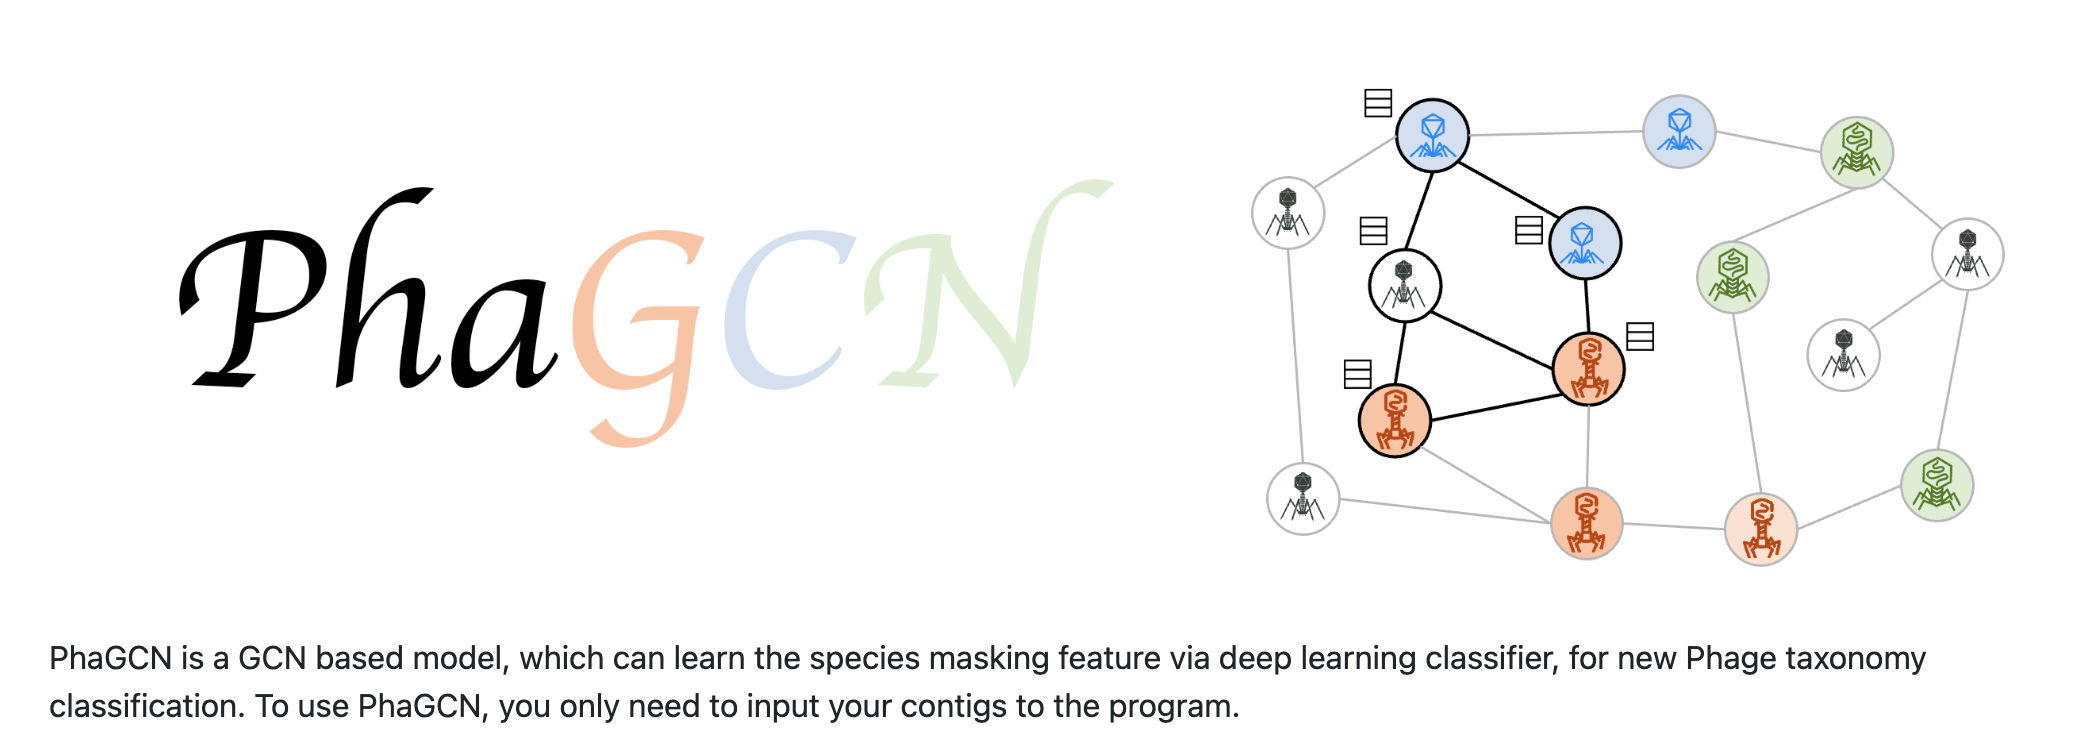 PhaGCN
PhaGCN is a GCN based model, which can learn the species masking feature via deep learning classifier, for new Phage taxonomy
classification. To use PhaGCN, you only need to input your contigs to the program.